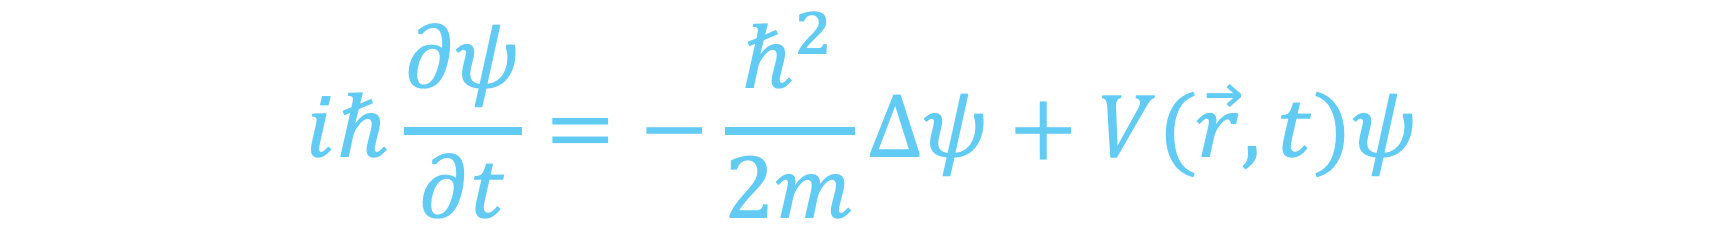 iℏ ∂ψ/∂t = − ℏ²/2m Δψ + V(r⃗, t)ψ